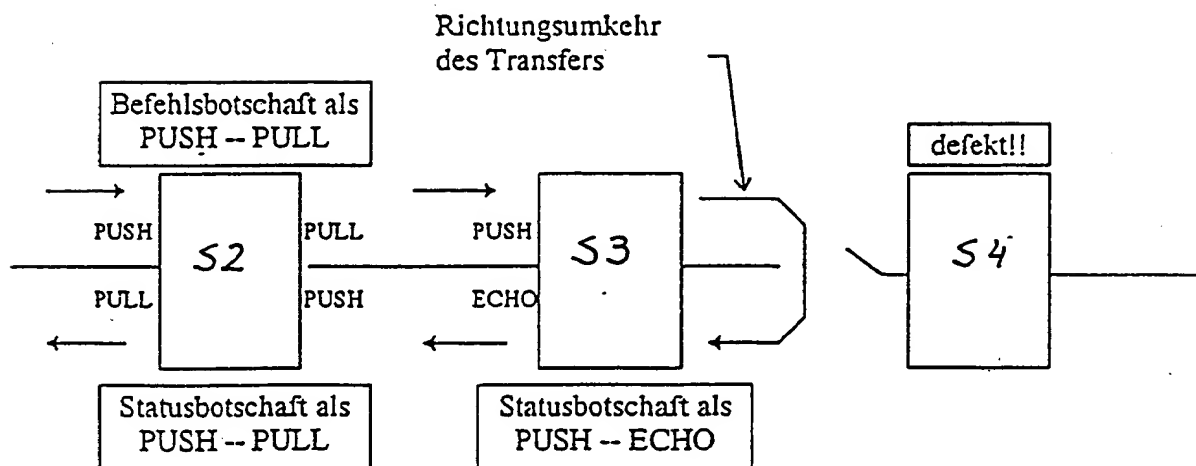 Richtungsumkehr
des Transfers
Befehlsbotschaft als
PUSH -- PULL
defekt!!
PUSH
PULL
PUSH
S2
S3
S4
PULL
PUSH
ECHO
Statusbotschaft als
PUSH -- PULL
Statusbotschaft als
PUSH -- ECHO